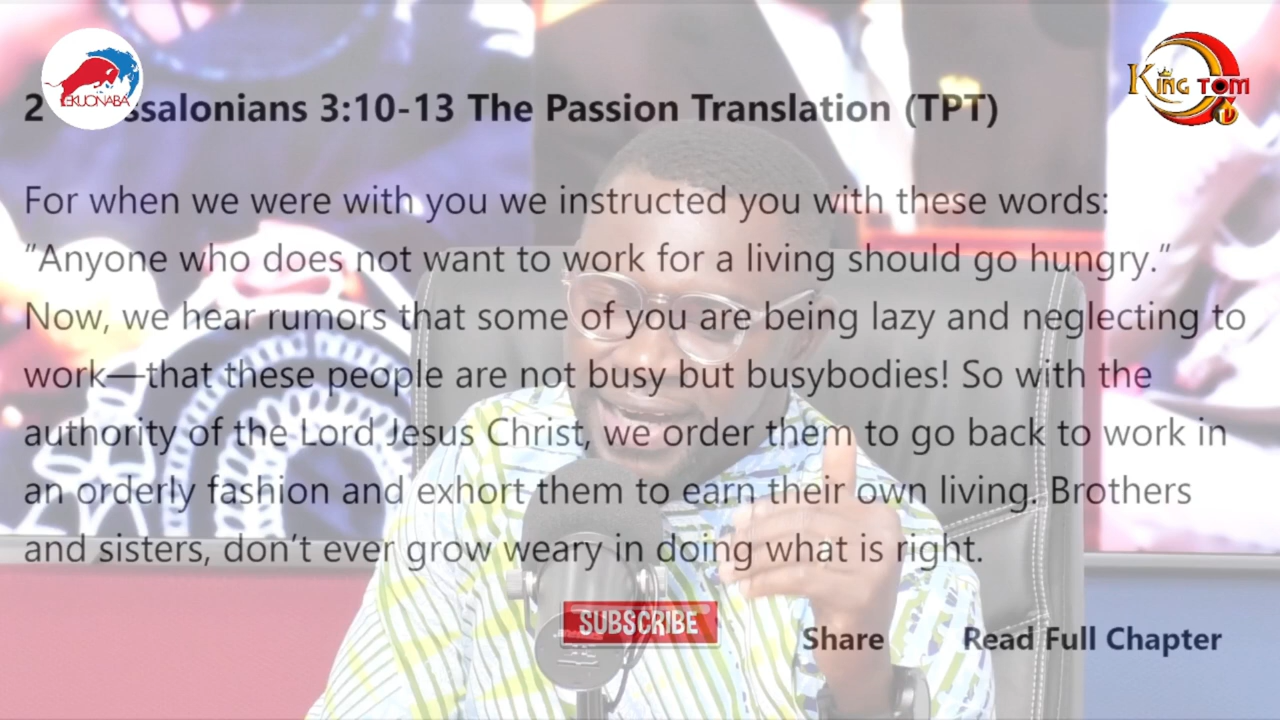 EKUONABA
KING TOM
TV
2 ssalonians 3:10-13 The Passion Translation (TPT)
For when we were with you we instructed you with these words:
“Anyone who does not want to work for a living should go hungry.”
Now, we hear rumors that some of you are being lazy and neglecting to
work—that these people are not busy but busybodies! So with the
authority of the Lord Jesus Christ, we order them to go back to work in
an orderly fashion and exhort them to earn their own living. Brothers
and sisters, don’t ever grow weary in doing what is right.
SUBSCRIBE
Share Read Full Chapter